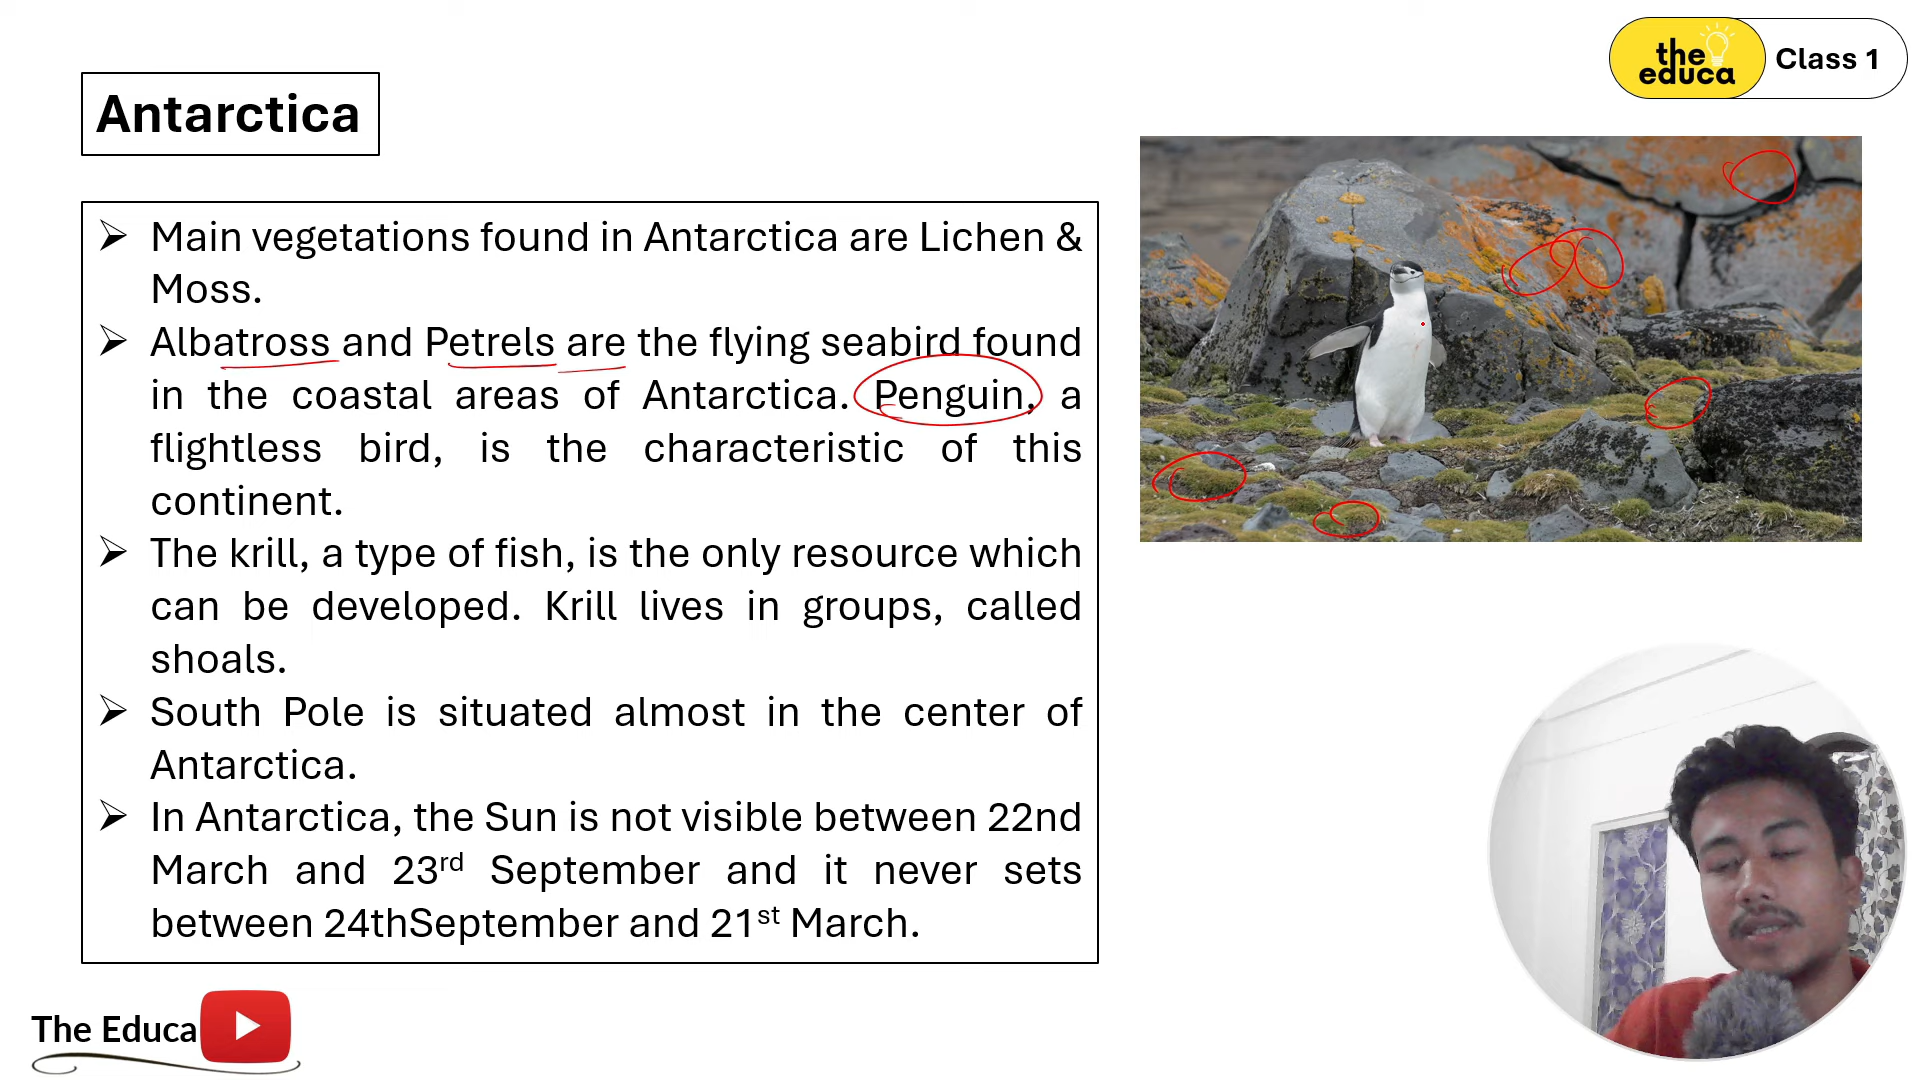 the
educa
Class 1
Antarctica
➢ Main vegetations found in Antarctica are Lichen &
Moss.
➢ Albatross and Petrels are the flying seabird found
in the coastal areas of Antarctica. Penguin, a
flightless bird, is the characteristic of this
continent.
➢ The krill, a type of fish, is the only resource which
can be developed. Krill lives in groups, called
shoals.
➢ South Pole is situated almost in the center of
Antarctica.
➢ In Antarctica, the Sun is not visible between 22nd
March and 23rd September and it never sets
between 24thSeptember and 21st March.
The Educa